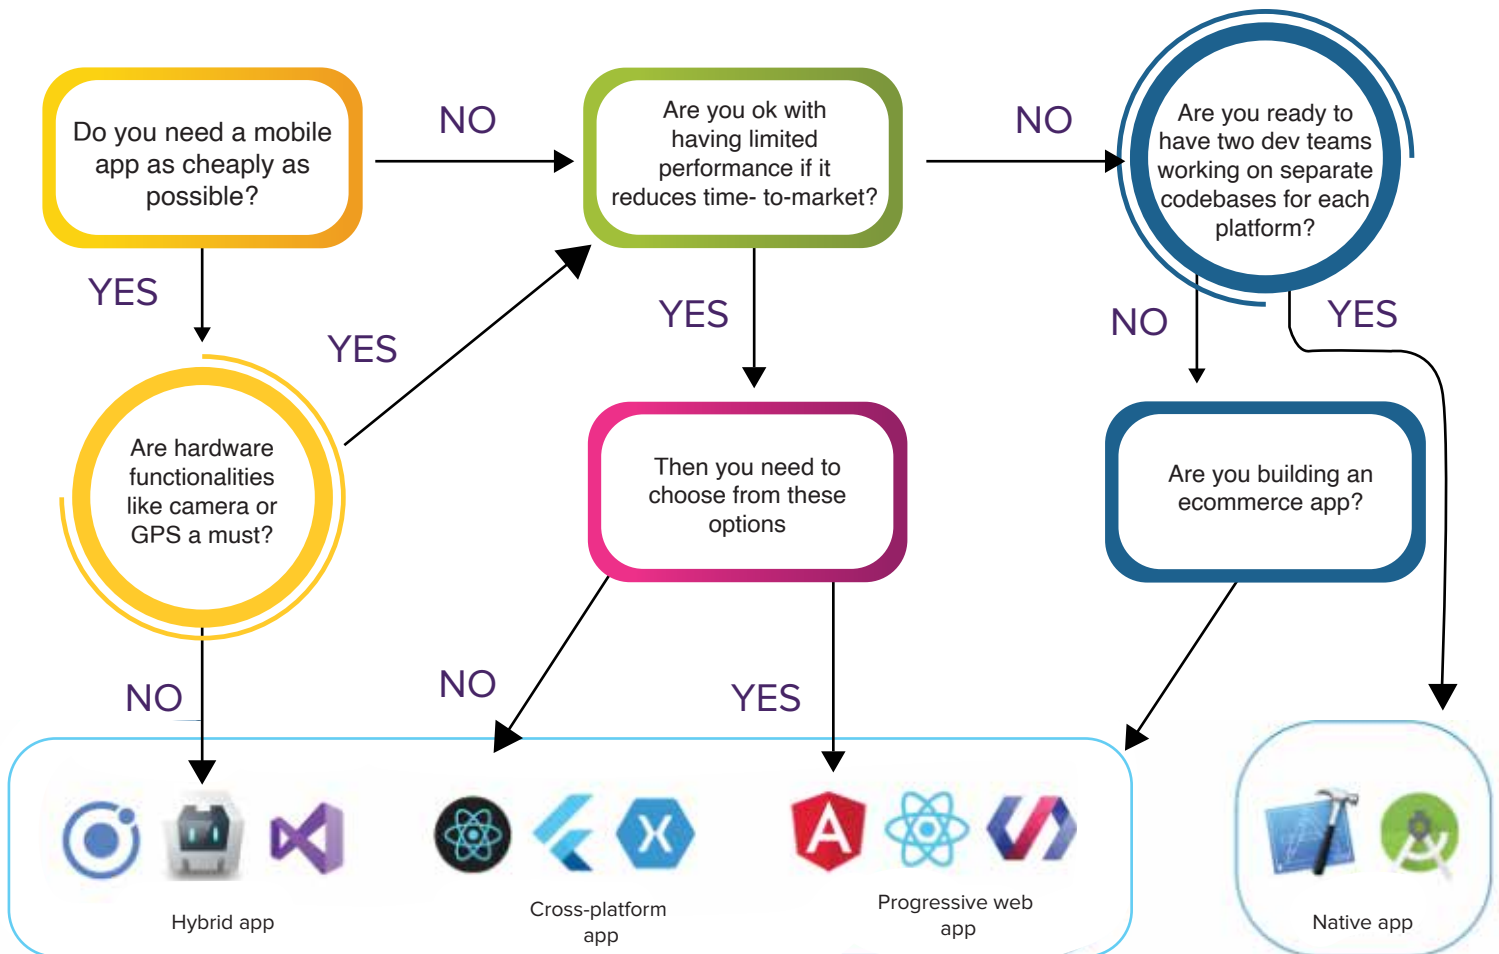 Do you need a mobile
app as cheaply as
possible?
NO
Are you ok with
having limited
performance if it
reduces time- to-market?
NO
Are you ready to
have two dev teams
working on separate
codebases for each
platform?
YES
YES
YES
NO
YES
Are hardware
functionalities
like camera or
GPS a must?
Then you need to
choose from these
options
Are you building an
ecommerce app?
NO
NO
YES
Hybrid app
Cross-platform
app
Progressive web
app
Native app